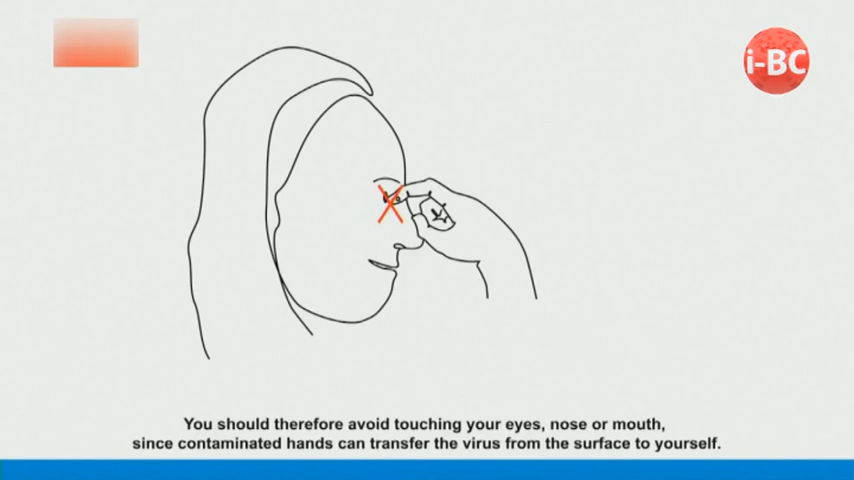 i-BC
You should therefore avoid touching your eyes, nose or mouth,
since contaminated hands can transfer the virus from the surface to yourself.